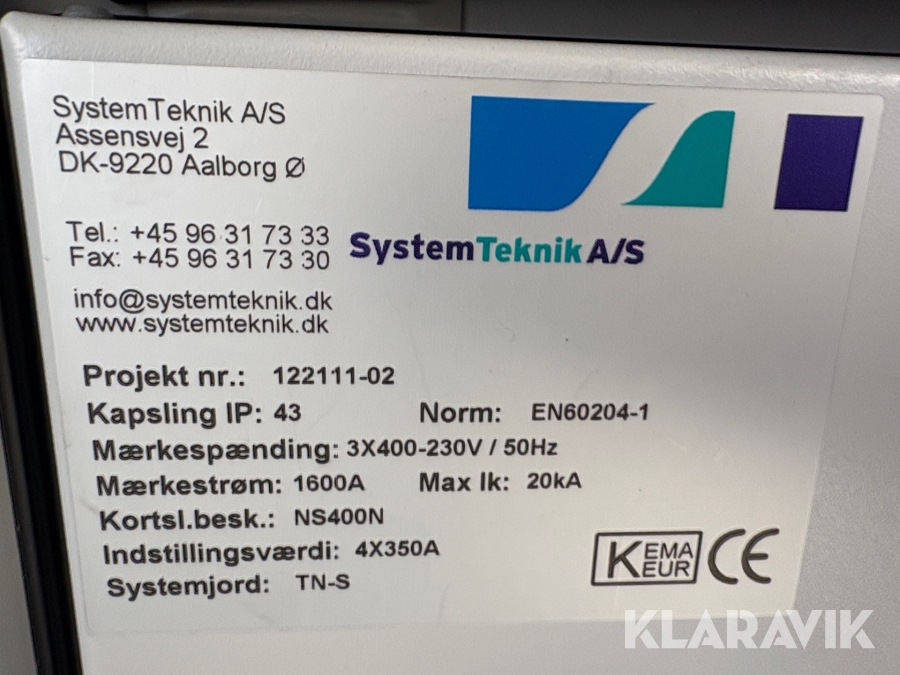 SystemTeknik A/S
Assensvej 2
DK-9220 Aalborg Ø
Tel.: +45 96 31 73 33
Fax: +45 96 31 73 30
SystemTeknik A/S
info@systemteknik.dk
www.systemteknik.dk
Projekt nr.: 122111-02
Kapsling IP: 43 Norm: EN60204-1
Mærkespænding: 3X400-230V / 50Hz
Mærkestrøm: 1600A Max Ik: 20kA
Kortsl.besk.: NS400N
Indstillingsværdi: 4X350A
Systemjord: TN-S
KEMA EUR CE
KLARAVIK